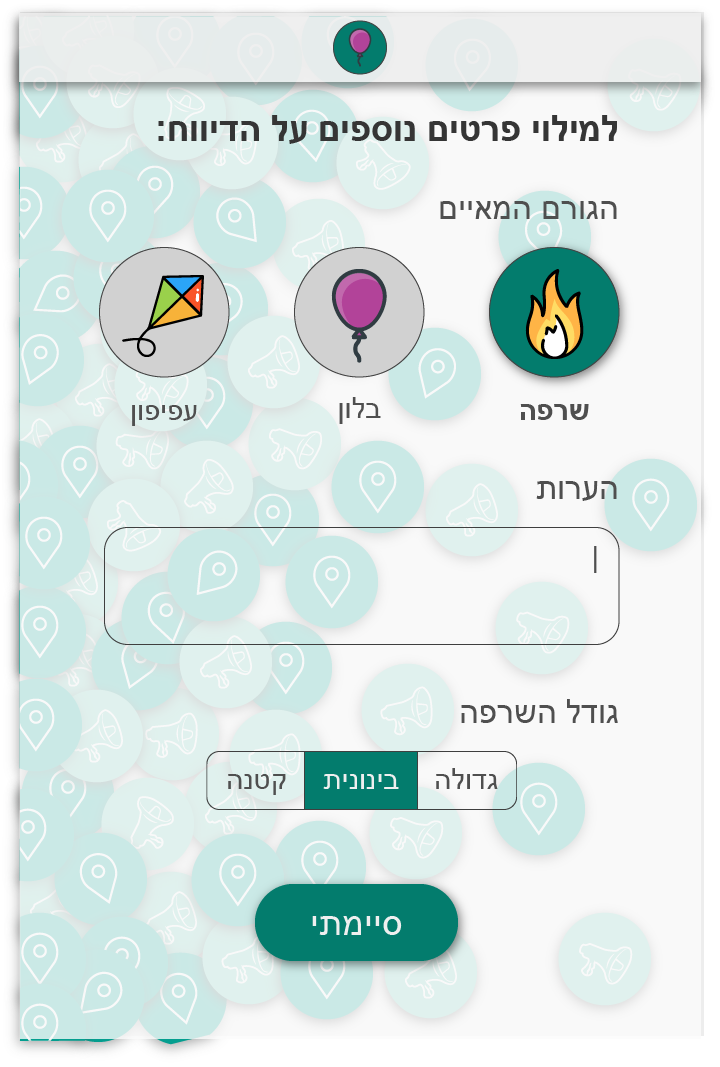 למילוי פרטים נוספים על הדיווח:
הגורם המאיים
שרפה
בלון
עפיפון
הערות
גודל השרפה
גדולה
בינונית
קטנה
סיימתי